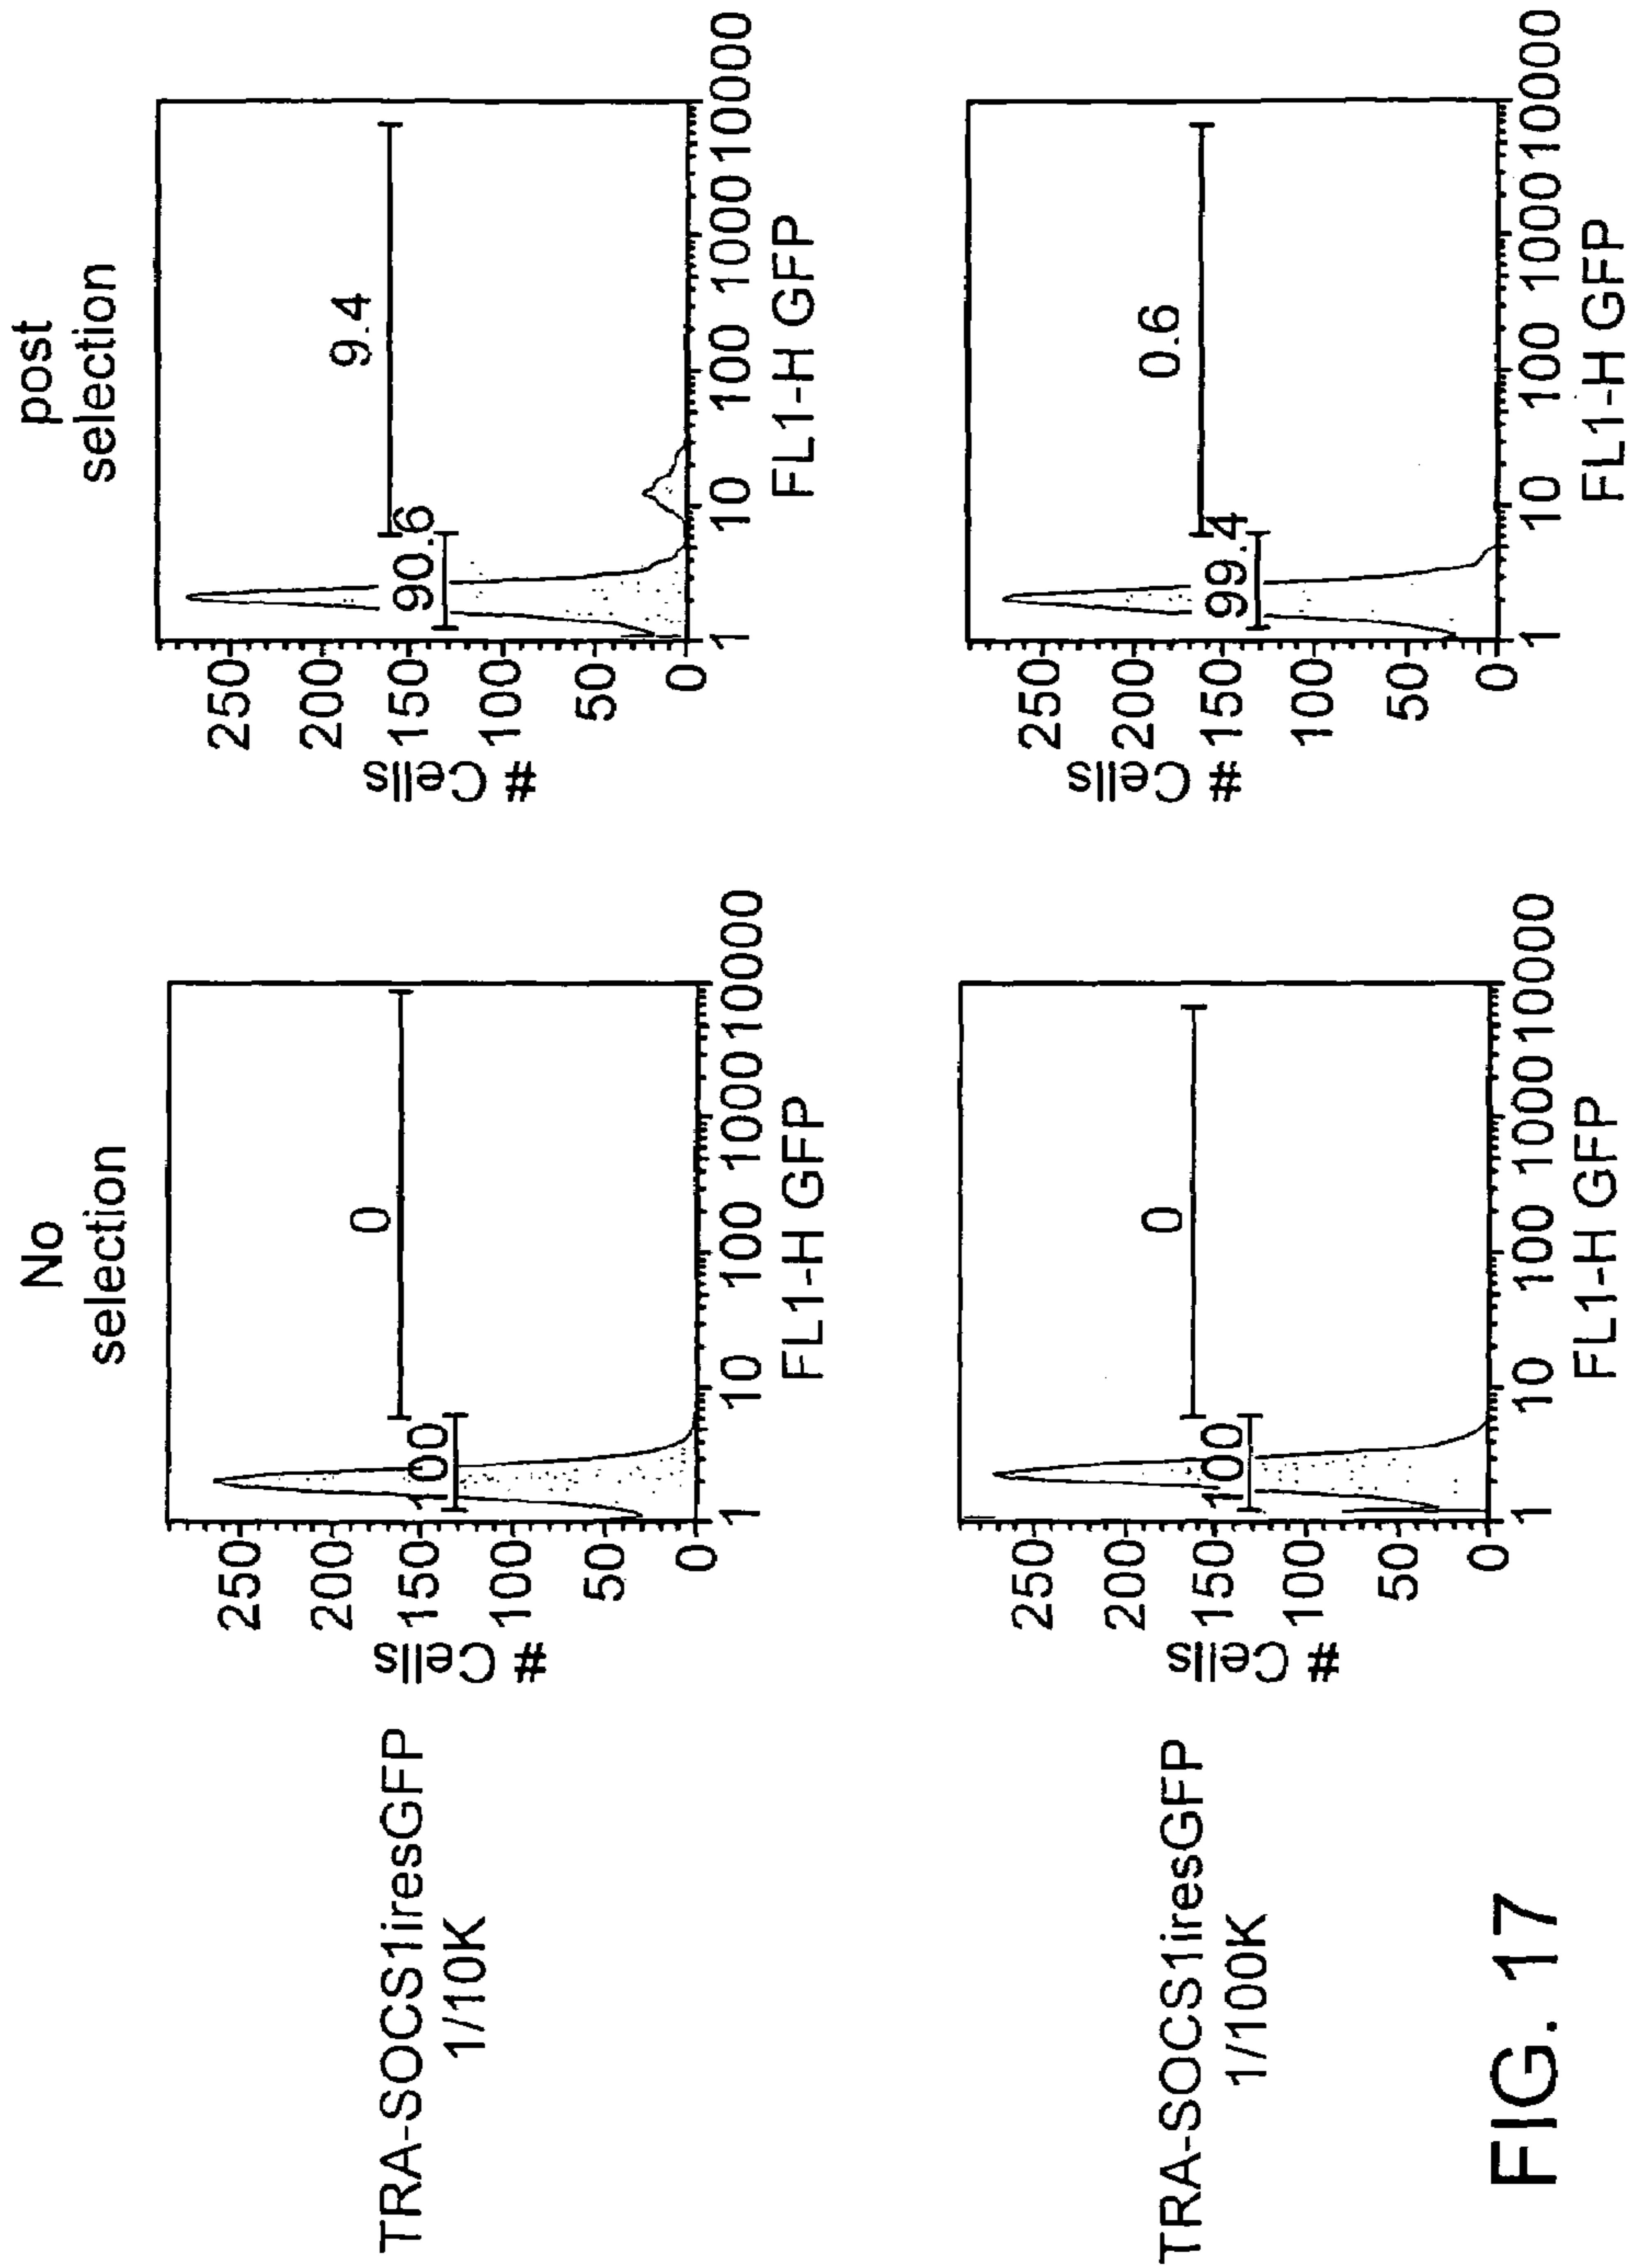 No
selection
post
selection
TRA-SOCS1iresGFP
1/10K
# Cells
250
200
150
100
50
0
100
0
1 10 100 1000 10000
FL1-H GFP
# Cells
250
200
150
100
50
0
90.6
9.4
1 10 100 1000 10000
FL1-H GFP
TRA-SOCS1iresGFP
1/100K
# Cells
250
200
150
100
50
0
100
0
1 10 100 1000 10000
FL1-H GFP
# Cells
250
200
150
100
50
0
99.4
0.6
1 10 100 1000 10000
FL1-H GFP
FIG. 17